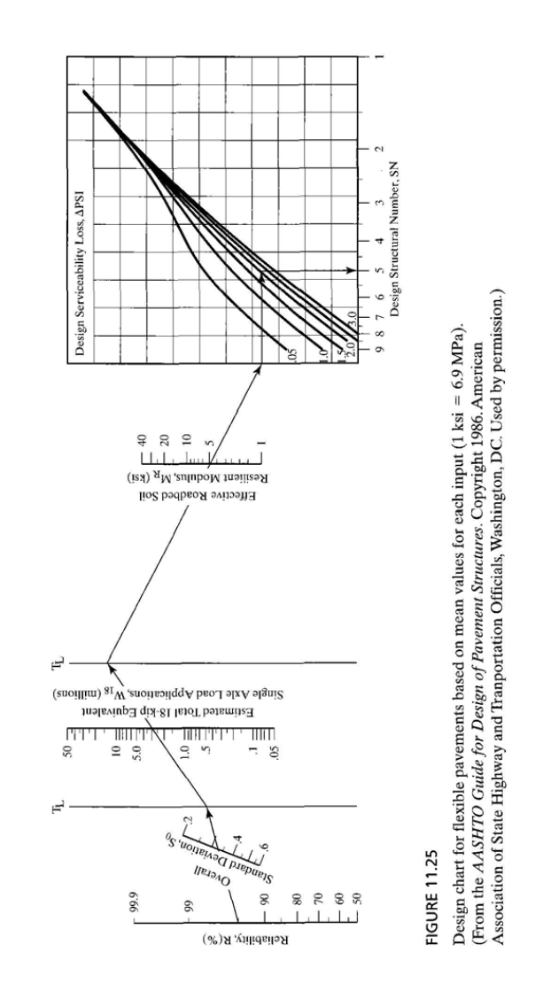 Reliability, R (%)
99.9
99
90
80
70
60
50
Overall
Standard Deviation, S₀
.2
.4
.6
TL
Estimated Total 18-kip Equivalent
Single Axle Load Applications, W₁₈ (millions)
50
10
5.0
1.0
.5
.1
.05
TL
Effective Roadbed Soil
Resilient Modulus, MR (ksi)
40
20
10
5
1
Design Serviceability Loss, ΔPSI
.05
1.0
1.5
2.0
3.0
9 8 7 6 5 4 3 2 1
Design Structural Number, SN
FIGURE 11.25
Design chart for flexible pavements based on mean values for each input (1 ksi = 6.9 MPa).
(From the AASHTO Guide for Design of Pavement Structures. Copyright 1986. American
Association of State Highway and Tranportation Officials, Washington, DC. Used by permission.)